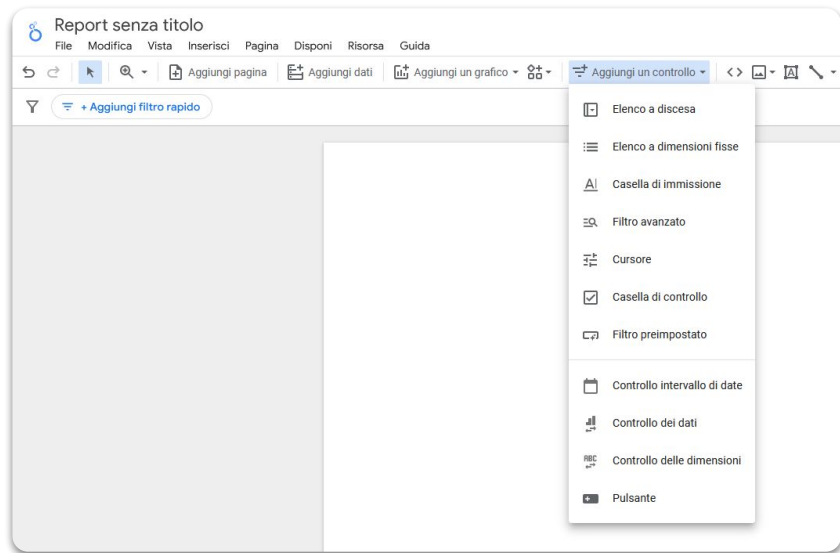 Report senza titolo
File Modifica Vista Inserisci Pagina Disponi Risorsa Guida
Aggiungi pagina Aggiungi dati Aggiungi un grafico Aggiungi un controllo
+ Aggiungi filtro rapido
Elenco a discesa
Elenco a dimensioni fisse
Casella di immissione
Filtro avanzato
Cursore
Casella di controllo
Filtro preimpostato
Controllo intervallo di date
Controllo dei dati
ABC Controllo delle dimensioni
Pulsante